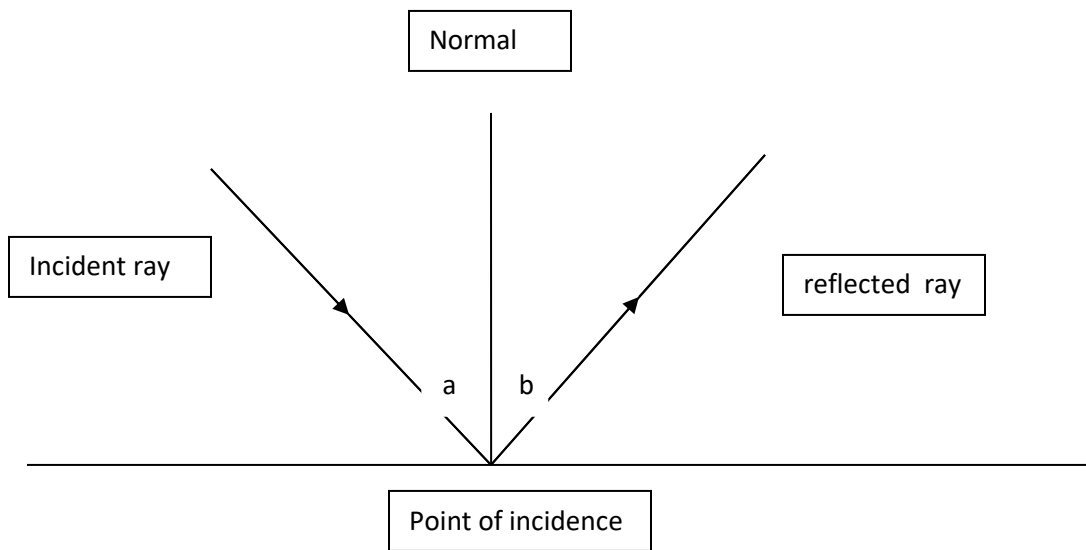 Normal
Incident ray
reflected  ray
a
b
Point of incidence